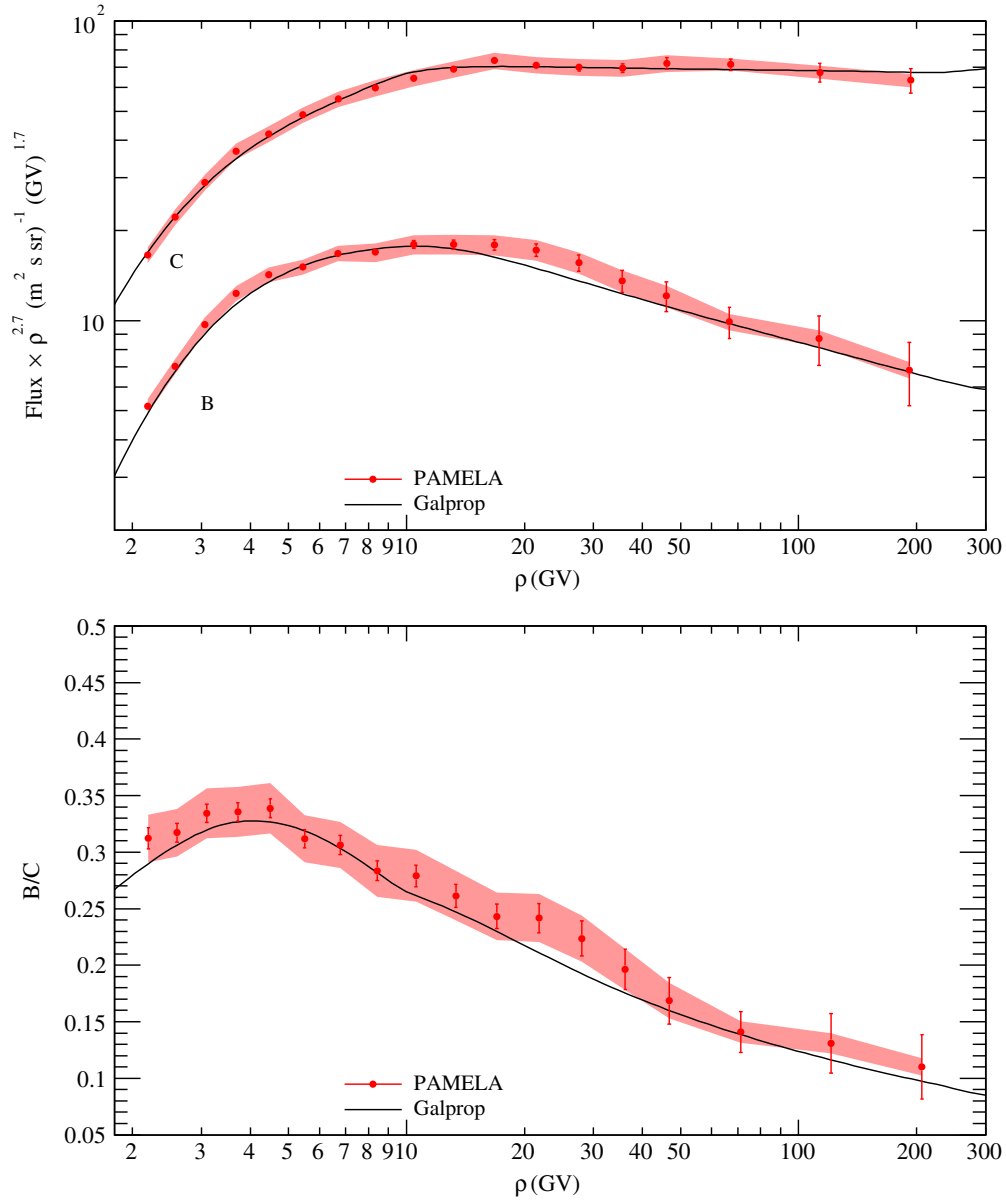 10^2
10
Flux × ρ^2.7 (m^2 s sr)^-1 (GV)^1.7
C
B
PAMELA
Galprop
2 3 4 5 6 7 8 9 10 20 30 40 50 100 200 300
ρ (GV)
0.5
0.45
0.4
0.35
0.3
0.25
0.2
0.15
0.1
0.05
B/C
PAMELA
Galprop
2 3 4 5 6 7 8 9 10 20 30 40 50 100 200 300
ρ (GV)